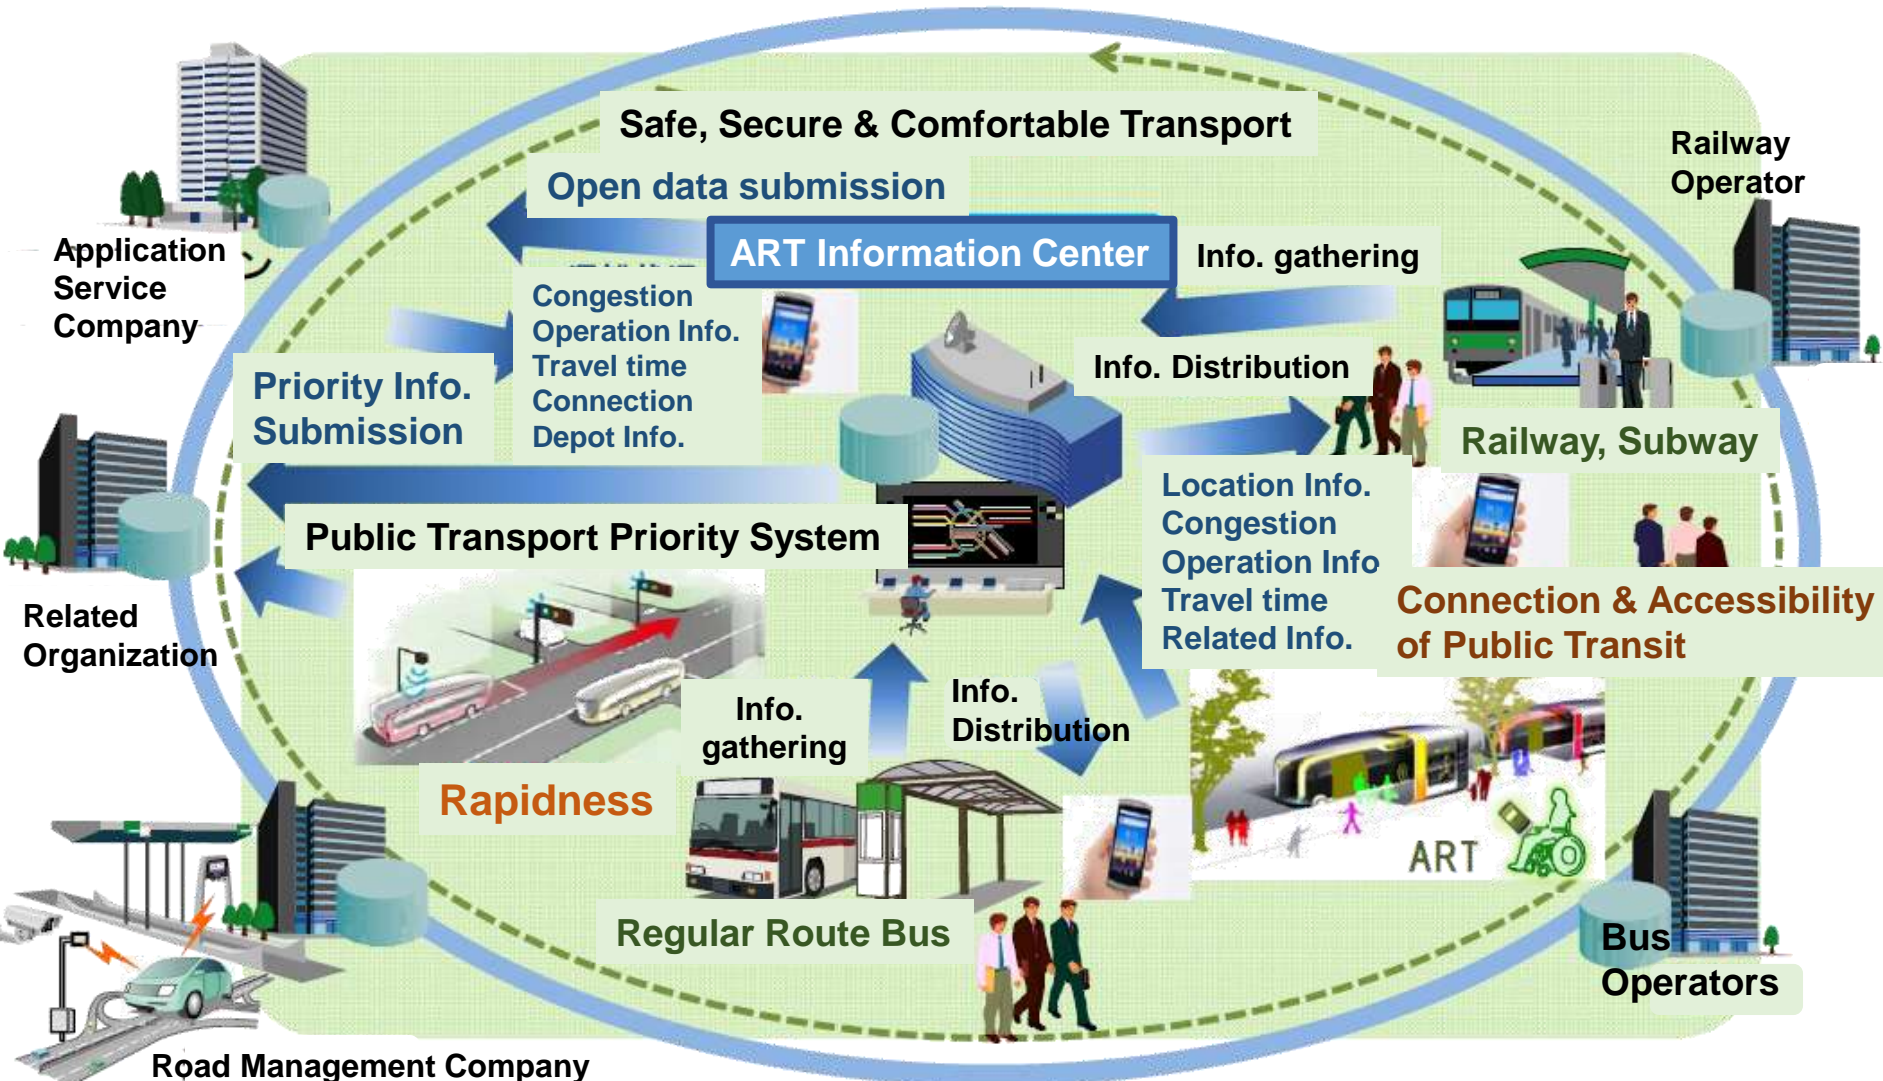 Safe, Secure & Comfortable Transport
Open data submission
ART Information Center
Info. gathering
Railway
Operator
Application
Service
Company
Congestion
Operation Info.
Travel time
Connection
Depot Info.
Info. Distribution
Priority Info.
Submission
Railway, Subway
Location Info.
Congestion
Operation Info
Travel time
Related Info.
Public Transport Priority System
Connection & Accessibility
of Public Transit
Related
Organization
Info.
gathering
Info.
Distribution
Rapidness
ART
Regular Route Bus
Bus
Operators
Road Management Company